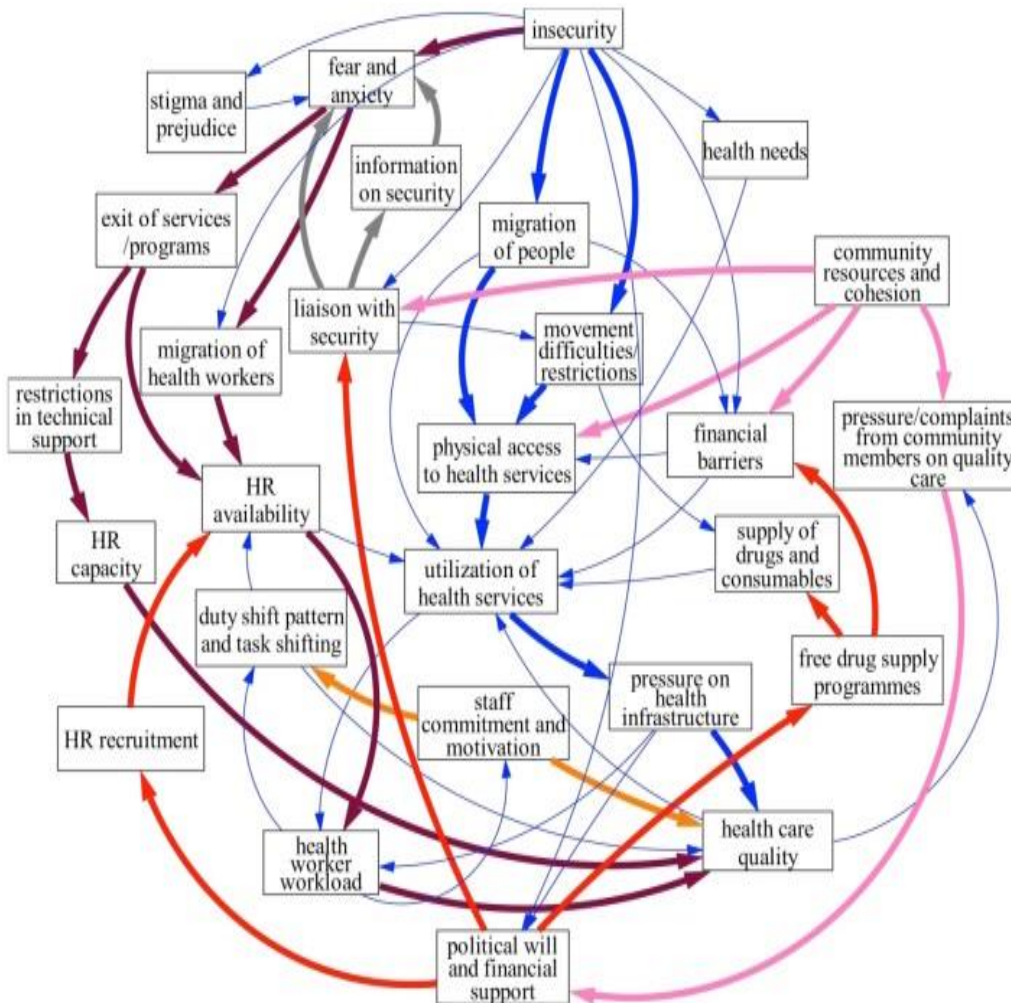 insecurity
fear and
anxiety
stigma and
prejudice
information
on security
health needs
exit of services
/programs
migration
of people
community
resources and
cohesion
liaison with
security
movement
difficulties/
restrictions
migration of
health workers
restrictions
in technical
support
physical access
to health services
financial
barriers
pressure/complaints
from community
members on quality
care
HR
availability
HR
capacity
utilization of
health services
supply of
drugs and
consumables
duty shift pattern
and task shifting
free drug supply
programmes
pressure on
health
infrastructure
staff
commitment and
motivation
HR recruitment
health care
quality
health
worker
workload
political will
and financial
support